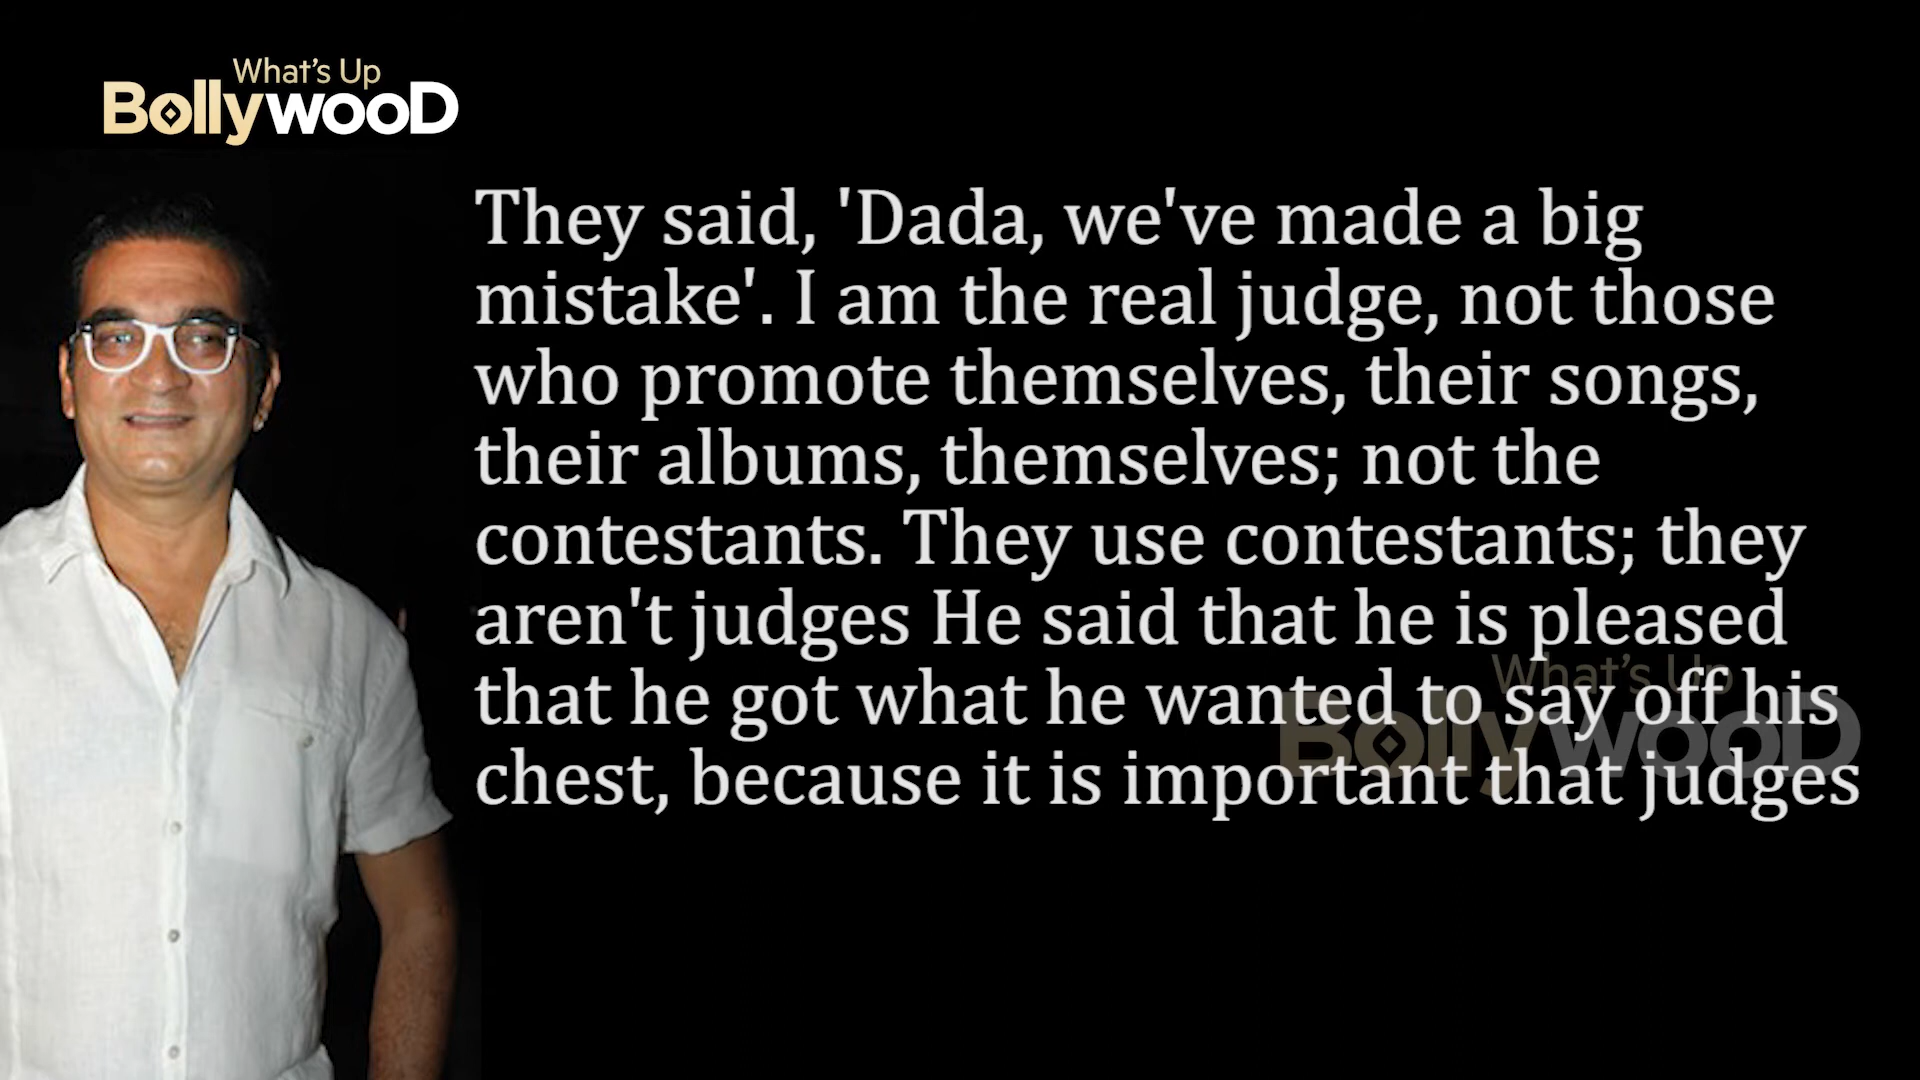 What's Up
BollywooD
They said, 'Dada, we've made a big
mistake'. I am the real judge, not those
who promote themselves, their songs,
their albums, themselves; not the
contestants. They use contestants; they
aren't judges He said that he is pleased
that he got what he wanted to say off his
chest, because it is important that judges
What's Up
BollywooD